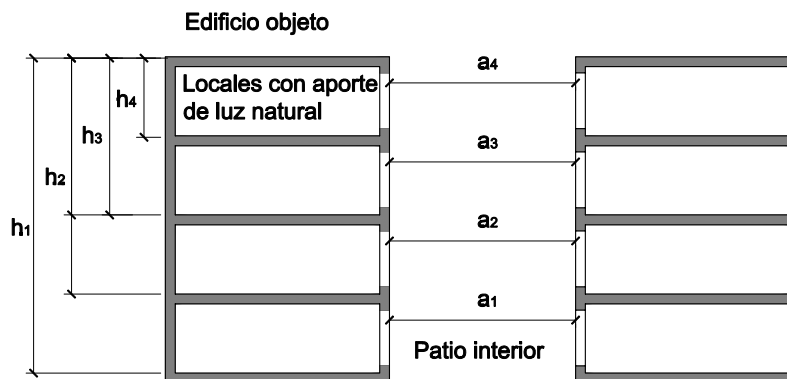 Edificio objeto
Locales con aporte
de luz natural
a4
h4
a3
h3
h2
a2
h1
a1
Patio interior